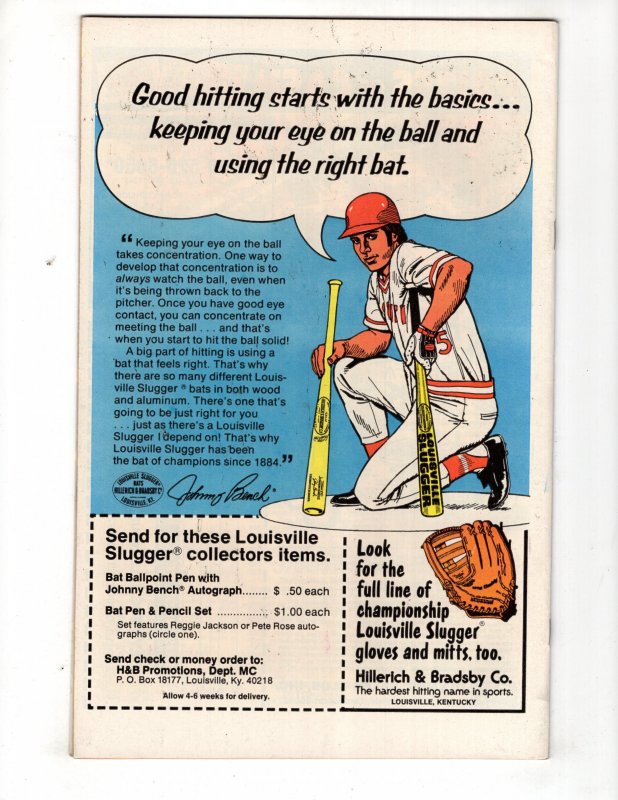 Good hitting starts with the basics...
keeping your eye on the ball and
using the right bat.
“Keeping your eye on the ball
takes concentration. One way to
develop that concentration is to
always watch the ball, even when
it's being thrown back to the
pitcher. Once you have good eye
contact, you can concentrate on
meeting the ball . . . and that's
when you start to hit the ball solid!
A big part of hitting is using a
bat that feels right. That's why
there are so many different Louis-
ville Slugger® bats in both wood
and aluminum. There's one that's
going to be just right for you
. . . just as there's a Louisville
Slugger I depend on! That's why
Louisville Slugger has been
the bat of champions since 1884.”
LOUISVILLE SLUGGER®
BATS
HILLERICH & BRADSBY Co
LOUISVILLE, KY.
Johnny Bench
5
LOUISVILLE
SLUGGER
Send for these Louisville
Slugger® collectors items.
Bat Ballpoint Pen with
Johnny Bench Autograph....... $ .50 each
Bat Pen & Pencil Set ............... $1.00 each
Set features Reggie Jackson or Pete Rose auto-
graphs (circle one).
Send check or money order to:
H&B Promotions, Dept. MC
P. O. Box 18177, Louisville, Ky. 40218
Allow 4-6 weeks for delivery.
Look
for the
full line of
championship
Louisville Slugger®
gloves and mitts, too.
Hillerich & Bradsby Co.
The hardest hitting name in sports.
LOUISVILLE, KENTUCKY